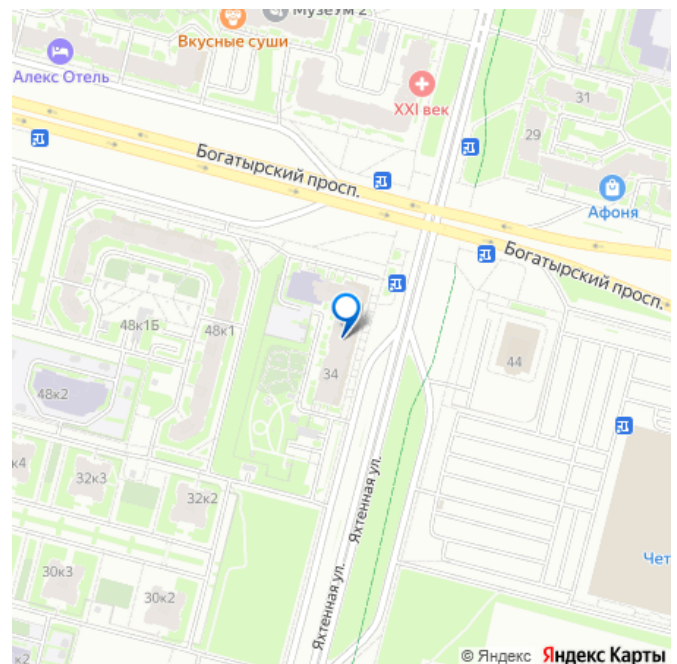 МузеУм 2
Вкусные суши
Алекс Отель
XXI век
31
29
Афоня
Богатырский просп.
Богатырский просп.
48к1Б
48к1
34
44
48к2
к4
32к3
32к2
Яхтенная ул.
30к3
30к2
Яхтенная ул.
Чет
к2
© Яндекс Яндекс Карты